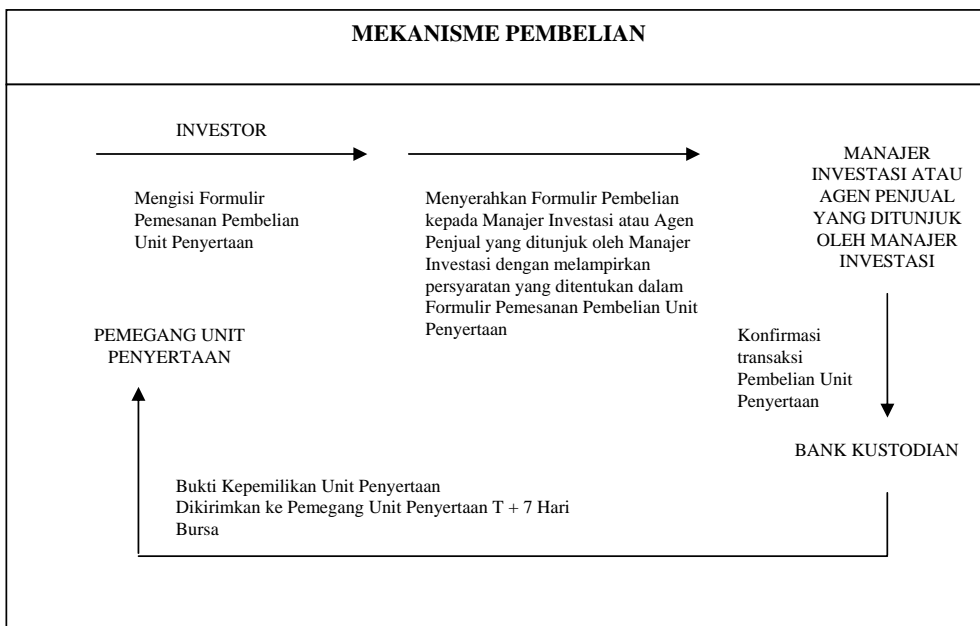 MEKANISME PEMBELIAN
INVESTOR
Mengisi Formulir
Pemesanan Pembelian
Unit Penyertaan
Menyerahkan Formulir Pembelian
kepada Manajer Investasi atau Agen
Penjual yang ditunjuk oleh Manajer
Investasi dengan melampirkan
persyaratan yang ditentukan dalam
Formulir Pemesanan Pembelian Unit
Penyertaan
MANAJER
INVESTASI ATAU
AGEN PENJUAL
YANG DITUNJUK
OLEH MANAJER
INVESTASI
Konfirmasi
transaksi
Pembelian Unit
Penyertaan
BANK KUSTODIAN
Bukti Kepemilikan Unit Penyertaan
Dikirimkan ke Pemegang Unit Penyertaan T + 7 Hari
Bursa
PEMEGANG UNIT
PENYERTAAN